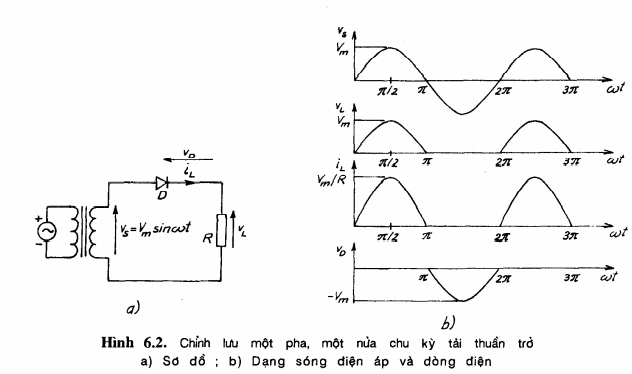 v_D
i_L
D
+
-
v_s=V_m sinωt
R
v_L
a)
v_s
V_m
π/2 π 2π 3π ωt
v_L
V_m
π/2 π 2π 3π ωt
i_L
V_m/R
π/2 π 2π 3π ωt
v_D
π 2π 3π ωt
-V_m
b)
Hình 6.2. Chỉnh lưu một pha, một nửa chu kỳ tải thuần trở
a) Sơ đồ ; b) Dạng sóng điện áp và dòng điện